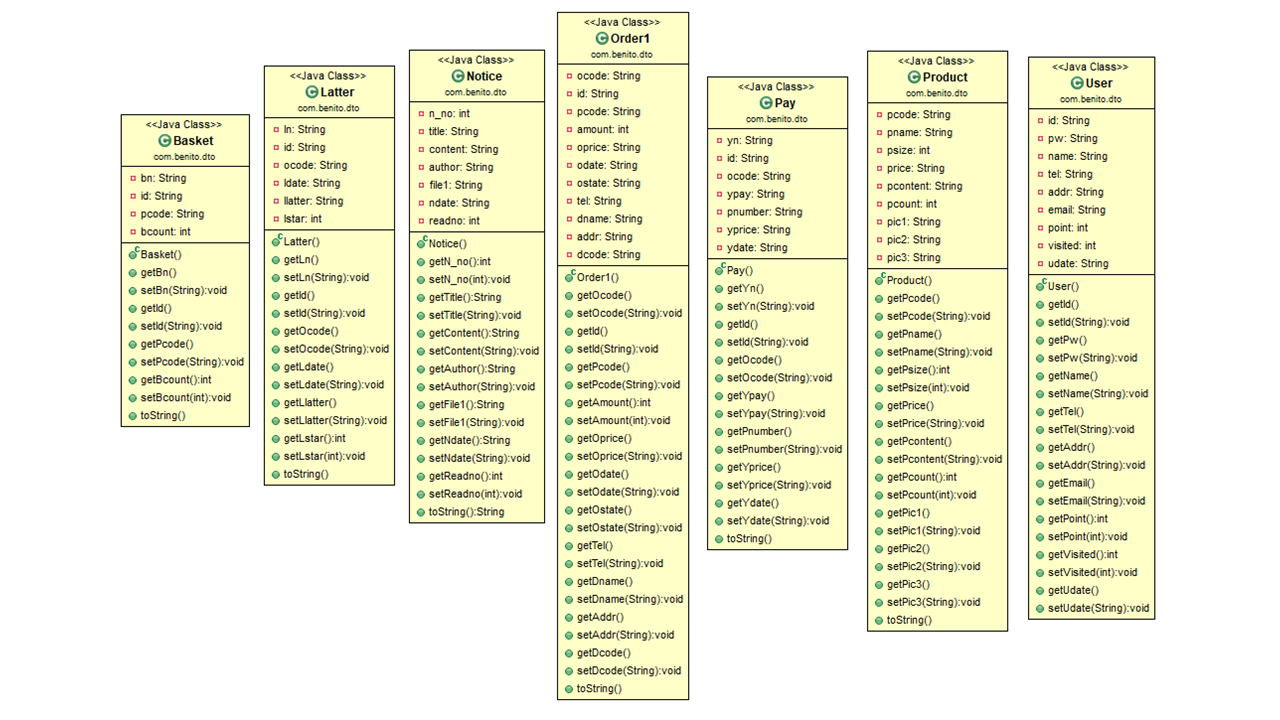 <<Java Class>>
Basket
com.benito.dto
bn: String
id: String
pcode: String
bcount: int
Basket()
getBn()
setBn(String):void
getId()
setId(String):void
getPcode()
setPcode(String):void
getBcount():int
setBcount(int):void
toString()
<<Java Class>>
Latter
com.benito.dto
ln: String
id: String
ocode: String
ldate: String
llatter: String
lstar: int
Latter()
getLn()
setLn(String):void
getId()
setId(String):void
getOcode()
setOcode(String):void
getLdate()
setLdate(String):void
getLlatter()
setLlatter(String):void
getLstar():int
setLstar(int):void
toString()
<<Java Class>>
Notice
com.benito.dto
n_no: int
title: String
content: String
author: String
file1: String
ndate: String
readno: int
Notice()
getN_no():int
setN_no(int):void
getTitle():String
setTitle(String):void
getContent():String
setContent(String):void
getAuthor():String
setAuthor(String):void
getFile1():String
setFile1(String):void
getNdate():String
setNdate(String):void
getReadno():int
setReadno(int):void
toString():String
<<Java Class>>
Order1
com.benito.dto
ocode: String
id: String
pcode: String
amount: int
oprice: String
odate: String
ostate: String
tel: String
dname: String
addr: String
dcode: String
Order1()
getOcode()
setOcode(String):void
getId()
setId(String):void
getPcode()
setPcode(String):void
getAmount():int
setAmount(int):void
getOprice()
setOprice(String):void
getOdate()
setOdate(String):void
getOstate()
setOstate(String):void
getTel()
setTel(String):void
getDname()
setDname(String):void
getAddr()
setAddr(String):void
getDcode()
setDcode(String):void
toString()
<<Java Class>>
Pay
com.benito.dto
yn: String
id: String
ocode: String
ypay: String
pnumber: String
yprice: String
ydate: String
Pay()
getYn()
setYn(String):void
getId()
setId(String):void
getOcode()
setOcode(String):void
getYpay()
setYpay(String):void
getPnumber()
setPnumber(String):void
getYprice()
setYprice(String):void
getYdate()
setYdate(String):void
toString()
<<Java Class>>
Product
com.benito.dto
pcode: String
pname: String
psize: int
price: String
pcontent: String
pcount: int
pic1: String
pic2: String
pic3: String
Product()
getPcode()
setPcode(String):void
getPname()
setPname(String):void
getPsize():int
setPsize(int):void
getPrice()
setPrice(String):void
getPcontent()
setPcontent(String):void
getPcount():int
setPcount(int):void
getPic1()
setPic1(String):void
getPic2()
setPic2(String):void
getPic3()
setPic3(String):void
toString()
<<Java Class>>
User
com.benito.dto
id: String
pw: String
name: String
tel: String
addr: String
email: String
point: int
visited: int
udate: String
User()
getId()
setId(String):void
getPw()
setPw(String):void
getName()
setName(String):void
getTel()
setTel(String):void
getAddr()
setAddr(String):void
getEmail()
setEmail(String):void
getPoint():int
setPoint(int):void
getVisited():int
setVisited(int):void
getUdate()
setUdate(String):void